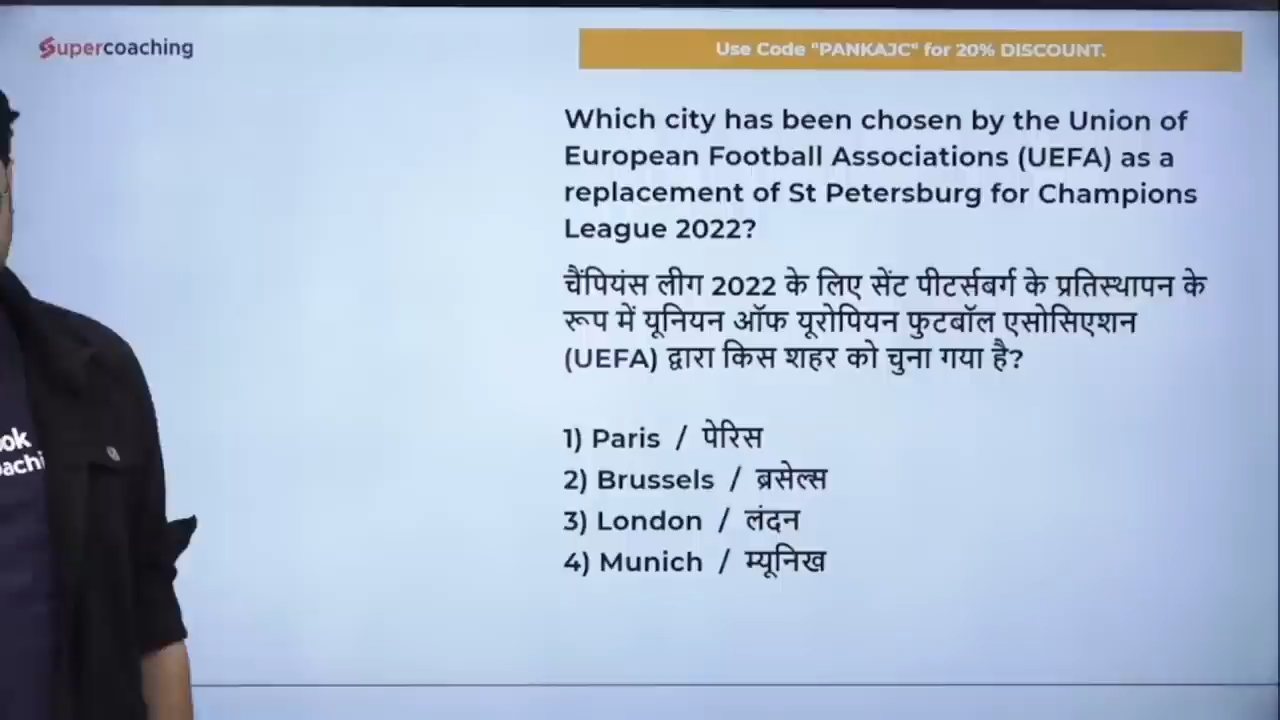 Supercoaching
Use Code "PANKAJC" for 20% DISCOUNT.
Which city has been chosen by the Union of
European Football Associations (UEFA) as a
replacement of St Petersburg for Champions
League 2022?
चैंपियंस लीग 2022 के लिए सेंट पीटर्सबर्ग के प्रतिस्थापन के
रूप में यूनियन ऑफ यूरोपियन फुटबॉल एसोसिएशन
(UEFA) द्वारा किस शहर को चुना गया है?
1) Paris / पेरिस
2) Brussels / ब्रसेल्स
3) London / लंदन
4) Munich / म्यूनिख